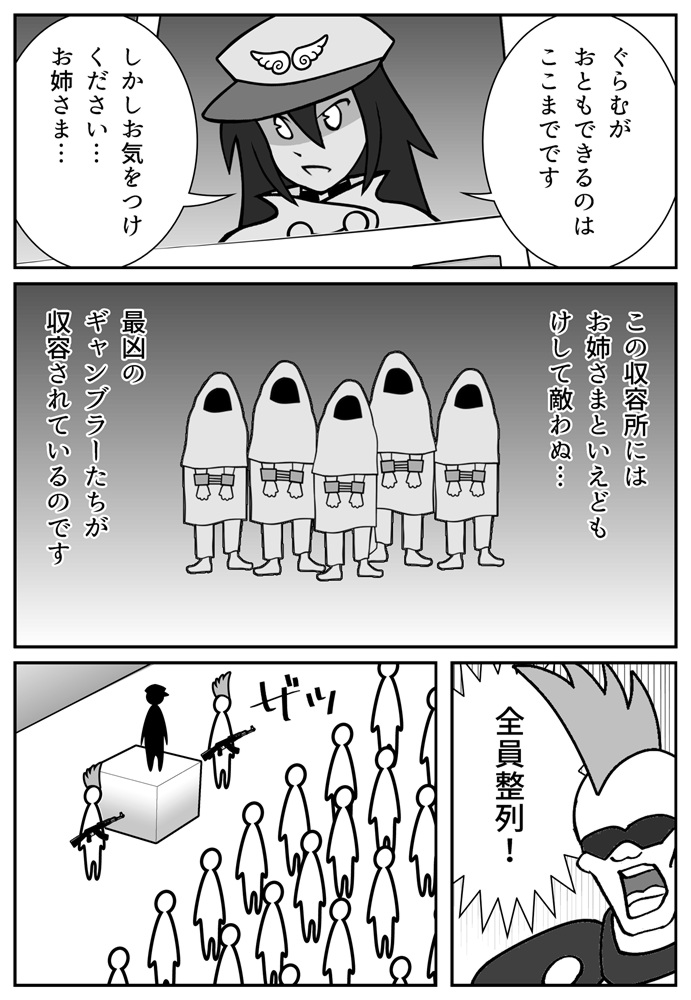 ぐらむが
おともできるのは
ここまでです
しかしお気をつけ
ください…
お姉さま…
この収容所には
お姉さまといえども
けして敵わぬ…
最凶の
ギャンブラーたちが
収容されているのです
全員整列！
ザッ